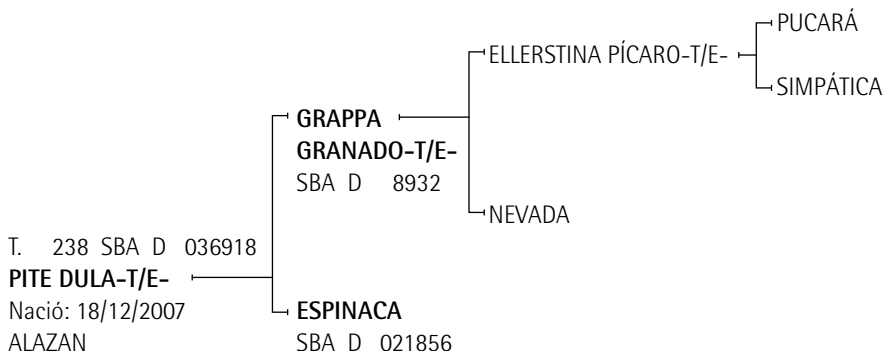 PUCARÁ
ELLERSTINA PÍCARO-T/E-
SIMPÁTICA
GRAPPA
GRANADO-T/E-
SBA D 8932
NEVADA
T. 238 SBA D 036918
PITE DULA-T/E-
Nació: 18/12/2007
ALAZAN
ESPINACA
SBA D 021856